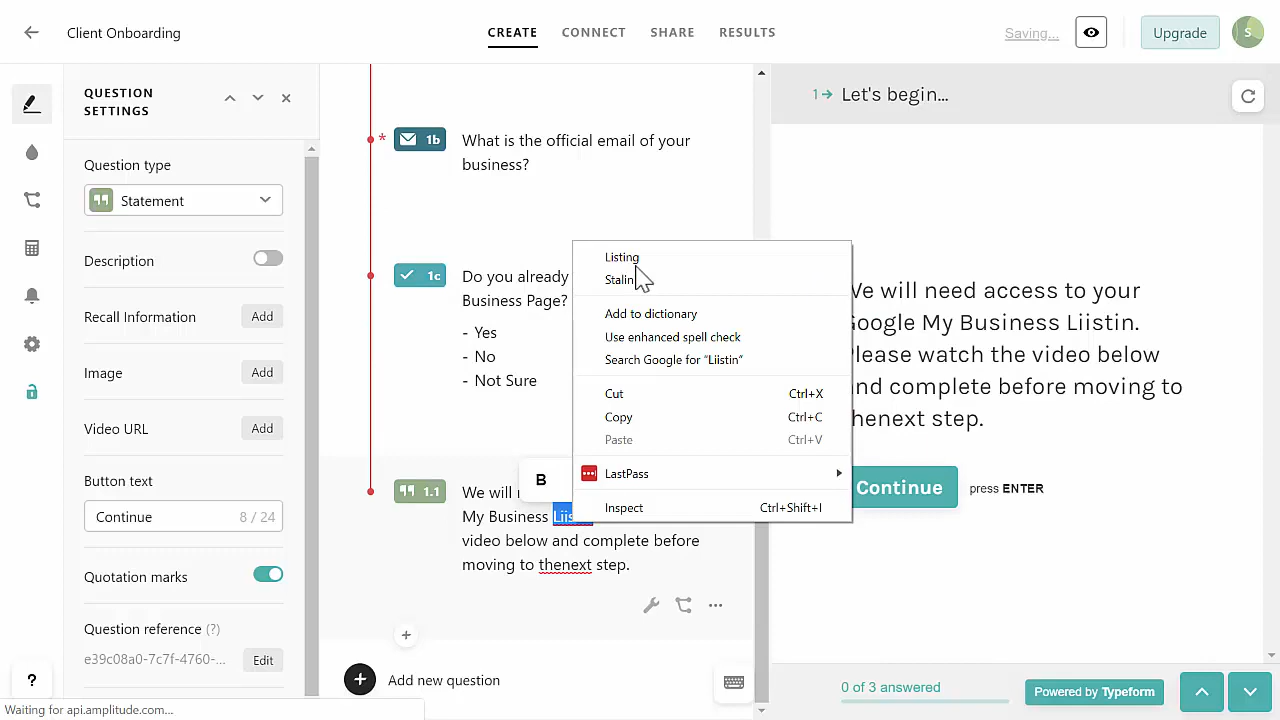 Client Onboarding
CREATE
CONNECT
SHARE
RESULTS
Saving...
Upgrade
S
QUESTION
SETTINGS
Question type
Statement
Description
Recall Information
Add
Image
Add
Video URL
Add
Button text
Continue
8 / 24
Quotation marks
Question reference (?)
e39c08a0-7c7f-4760-...
Edit
?
Waiting for api.amplitude.com...
* 1b
What is the official email of your
business?
1c
Do you already
Business Page?
- Yes
- No
- Not Sure
B
1.1
We will
My Business
video below and complete before
moving to thenext step.
Add new question
Listing
Stalin
Add to dictionary
Use enhanced spell check
Search Google for “Liistin”
Cut Ctrl+X
Copy Ctrl+C
Paste Ctrl+V
LastPass
Inspect Ctrl+Shift+I
1 Let's begin...
We will need access to your
Google My Business Liistin.
Please watch the video below
and complete before moving to
thenext step.
Continue
press ENTER
0 of 3 answered
Powered by Typeform